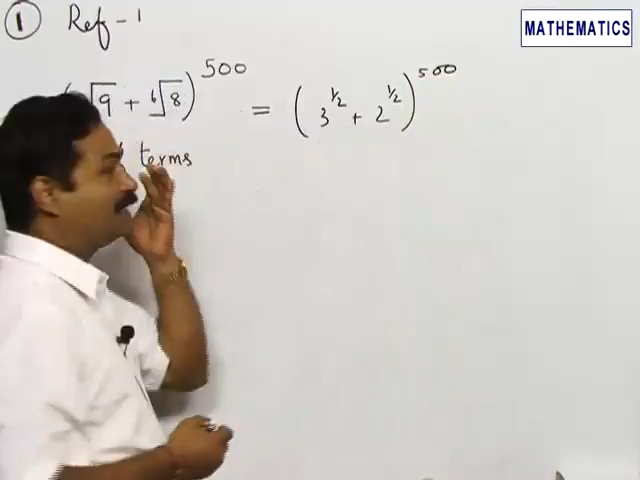 ① Ref - 1
MATHEMATICS
√9 + ⁶√8)⁵⁰⁰ = (3^½ + 2^½)⁵⁰⁰
terms